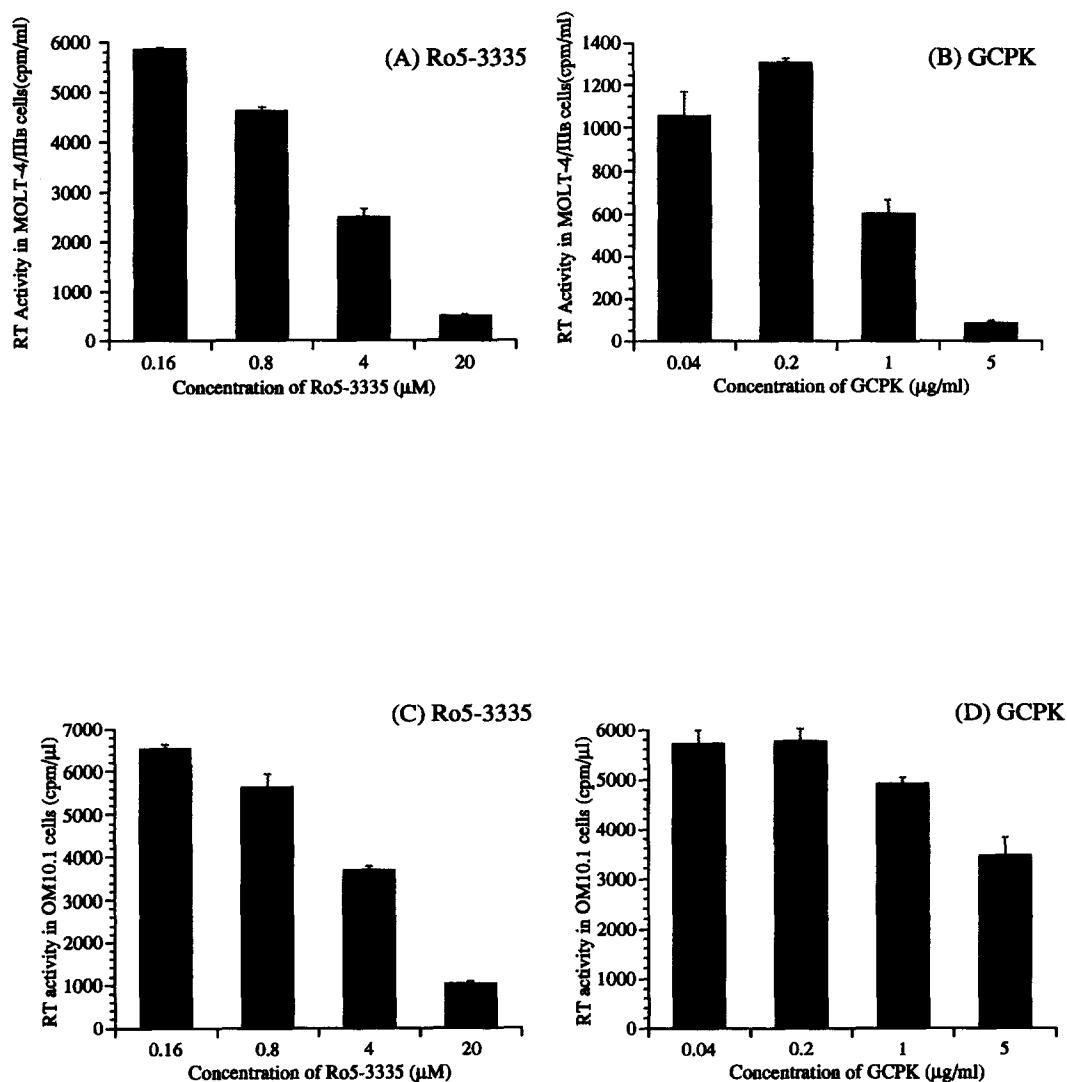 (A) Ro5-3335
RT Activity in MOLT-4/IIIB cells(cpm/ml)
6000
5000
4000
3000
2000
1000
0
0.16 0.8 4 20
Concentration of Ro5-3335 (μM)
(B) GCPK
RT Activity in MOLT-4/IIIB cells(cpm/ml)
1400
1200
1000
800
600
400
200
0
0.04 0.2 1 5
Concentration of GCPK (μg/ml)
(C) Ro5-3335
RT activity in OM10.1 cells (cpm/μl)
7000
6000
5000
4000
3000
2000
1000
0
0.16 0.8 4 20
Concentration of Ro5-3335 (μM)
(D) GCPK
RT activity in OM10.1 cells (cpm/μl)
6000
5000
4000
3000
2000
1000
0
0.04 0.2 1 5
Concentration of GCPK (μg/ml)